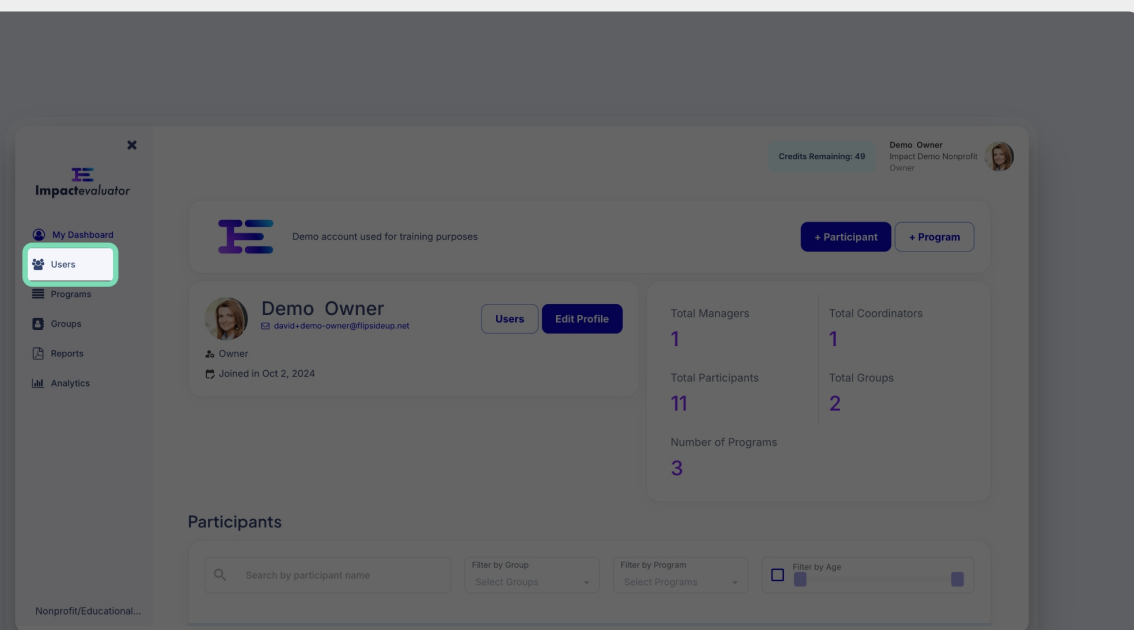 Impactevaluator
My Dashboard
Users
Programs
Groups
Reports
Analytics
Nonprofit/Educational...
Credits Remaining: 49
Demo Owner
Impact Demo Nonprofit
Owner
Demo account used for training purposes
+ Participant
+ Program
Demo Owner
david+demo-owner@flipsideup.net
Users
Edit Profile
Owner
Joined in Oct 2, 2024
Total Managers
1
Total Coordinators
1
Total Participants
11
Total Groups
2
Number of Programs
3
Participants
Search by participant name
Filter by Group
Select Groups
Filter by Program
Select Programs
Filter by Age